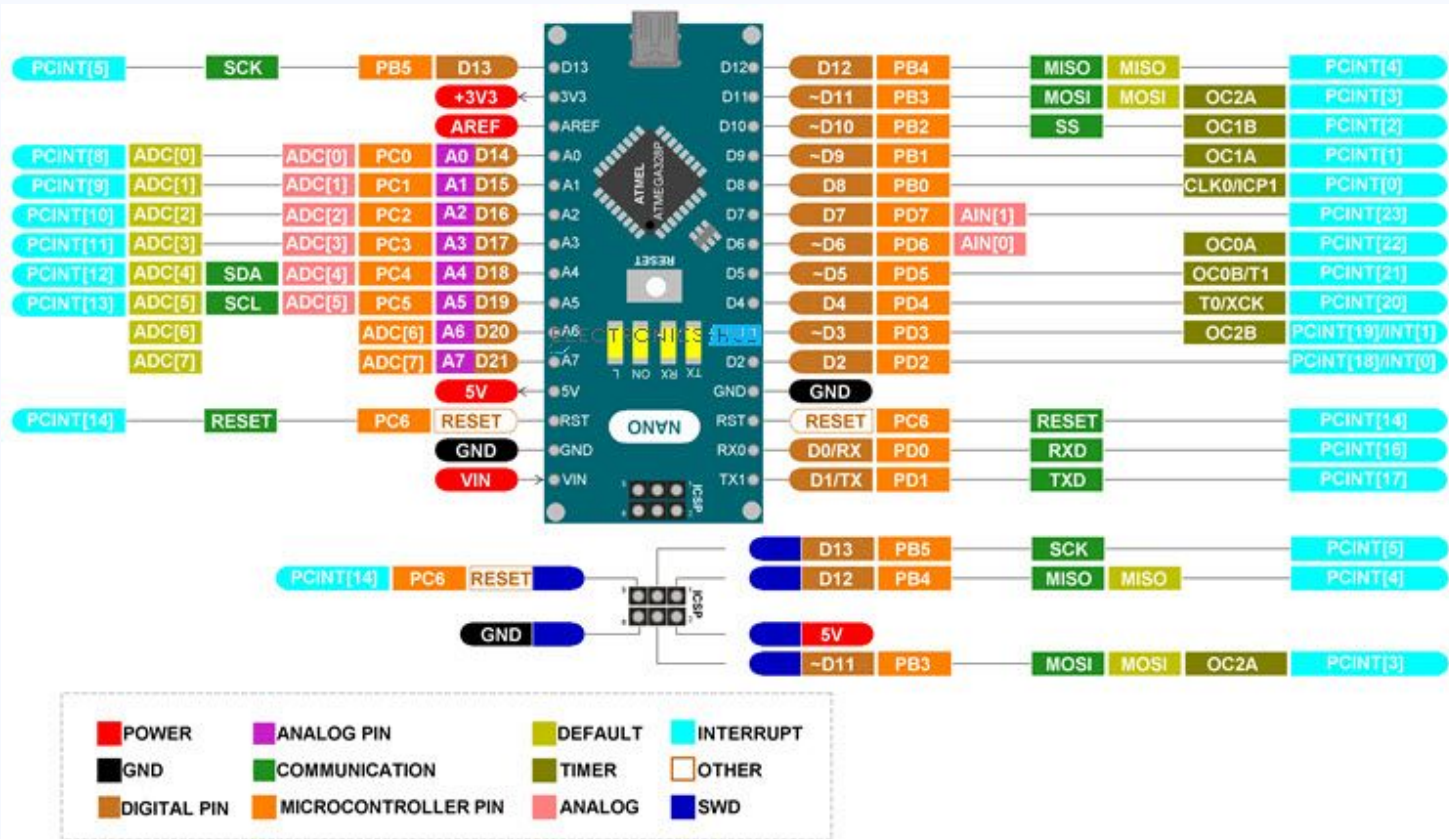 PCINT[5] SCK PB5 D13 D13 D12 D12 PB4 MISO MISO PCINT[4]
+3V3 3V3 D11 ~D11 PB3 MOSI MOSI OC2A PCINT[3]
AREF AREF D10 ~D10 PB2 SS OC1B PCINT[2]
PCINT[8] ADC[0] ADC[0] PC0 A0 D14 A0 D9 ~D9 PB1 OC1A PCINT[1]
PCINT[9] ADC[1] ADC[1] PC1 A1 D15 A1 D8 D8 PB0 CLK0/ICP1 PCINT[0]
ATMEL
ATMEGA328P
PCINT[10] ADC[2] ADC[2] PC2 A2 D16 A2 D7 D7 PD7 AIN[1] PCINT[23]
PCINT[11] ADC[3] ADC[3] PC3 A3 D17 A3 D6 ~D6 PD6 AIN[0] OC0A PCINT[22]
RESET
PCINT[12] ADC[4] SDA ADC[4] PC4 A4 D18 A4 D5 ~D5 PD5 OC0B/T1 PCINT[21]
PCINT[13] ADC[5] SCL ADC[5] PC5 A5 D19 A5 D4 D4 PD4 T0/XCK PCINT[20]
ADC[6] ADC[6] A6 D20 A6 ELECTRONICS HUB ~D3 PD3 OC2B PCINT[19]/INT[1]
ADC[7] ADC[7] A7 D21 A7 D2 D2 PD2 PCINT[18]/INT[0]
L ON RX TX
5V 5V GND GND
PCINT[14] RESET PC6 RESET RST NANO RST RESET PC6 RESET PCINT[14]
GND GND RX0 D0/RX PD0 RXD PCINT[16]
VIN VIN TX1 D1/TX PD1 TXD PCINT[17]
ICSP
D13 PB5 SCK PCINT[5]
PCINT[14] PC6 RESET D12 PB4 MISO MISO PCINT[4]
ICSP
GND 5V
~D11 PB3 MOSI MOSI OC2A PCINT[3]
POWER ANALOG PIN DEFAULT INTERRUPT
GND COMMUNICATION TIMER OTHER
DIGITAL PIN MICROCONTROLLER PIN ANALOG SWD